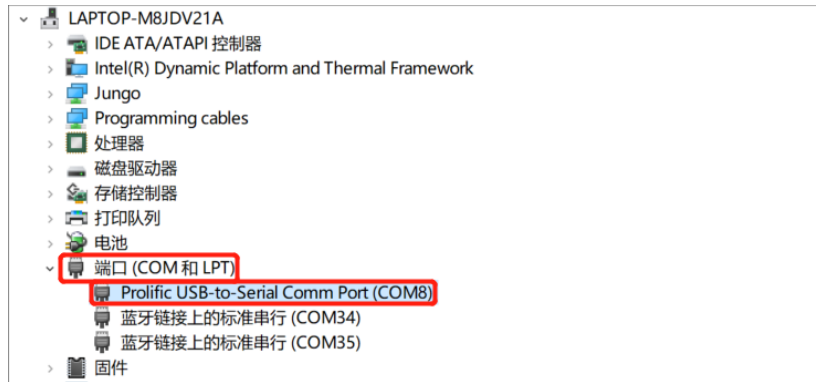 LAPTOP-M8JDV21A
IDE ATA/ATAPI 控制器
Intel(R) Dynamic Platform and Thermal Framework
Jungo
Programming cables
处理器
磁盘驱动器
存储控制器
打印队列
电池
端口 (COM 和 LPT)
Prolific USB-to-Serial Comm Port (COM8)
蓝牙链接上的标准串行 (COM34)
蓝牙链接上的标准串行 (COM35)
固件